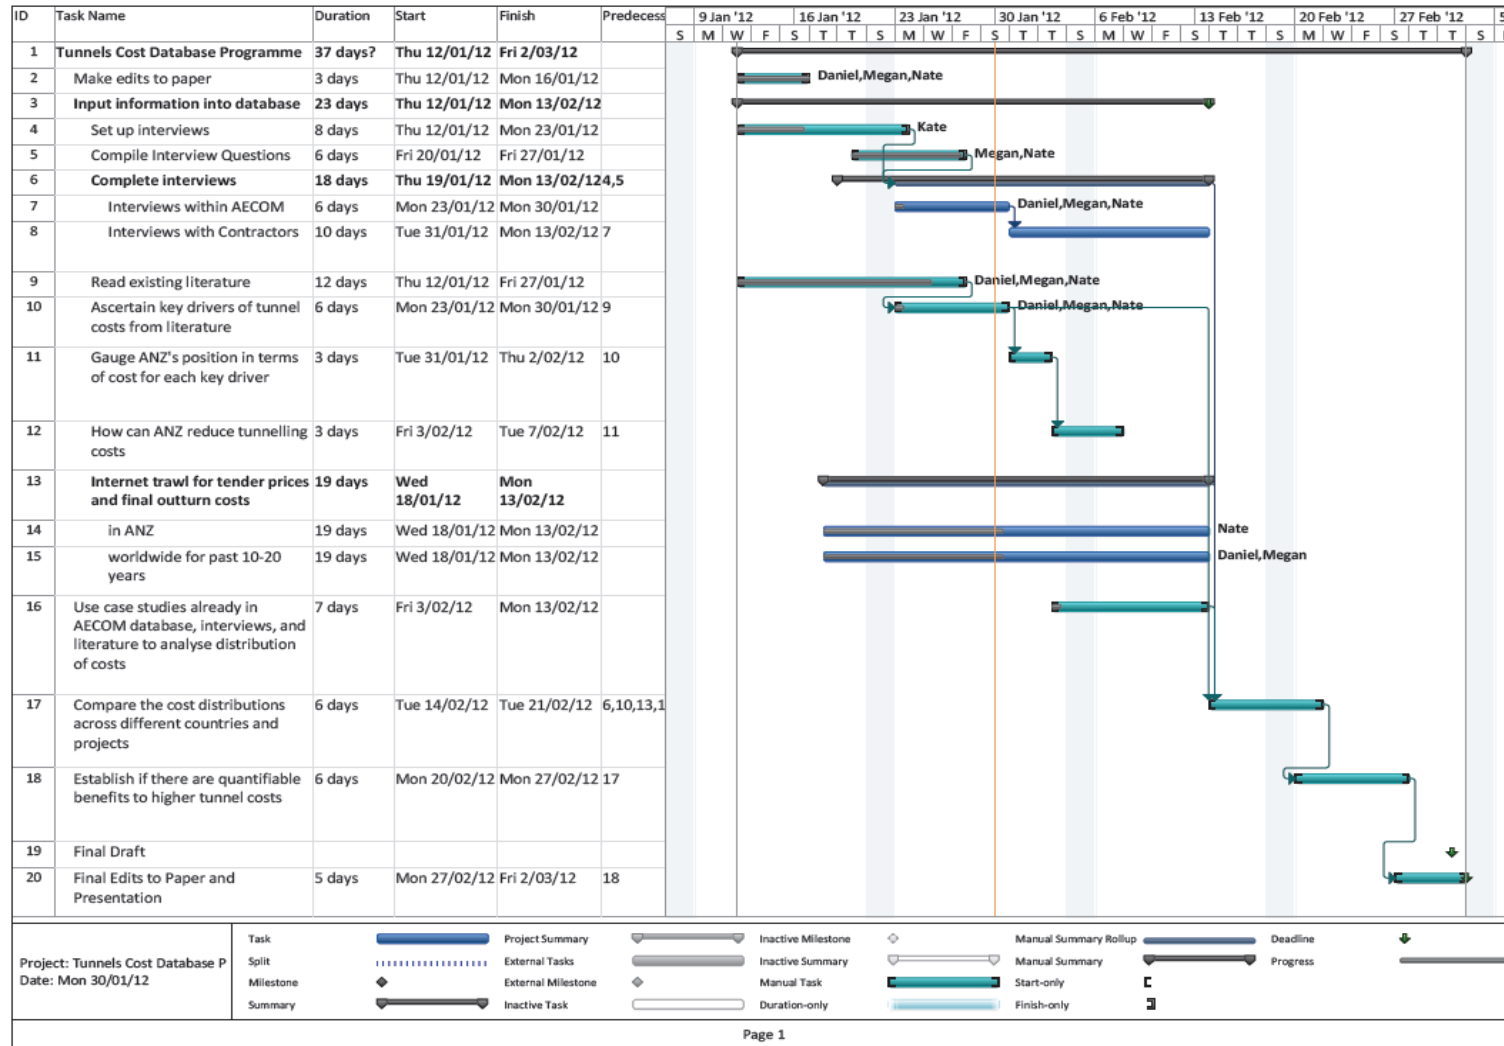 ID Task Name Duration Start Finish Predecess 9 Jan '12 16 Jan '12 23 Jan '12 30 Jan '12 6 Feb '12 13 Feb '12 20 Feb '12 27 Feb '12 5
S M W F S T T S M W F S T T S M W F S T T S M W F S T T S
1 Tunnels Cost Database Programme 37 days? Thu 12/01/12 Fri 2/03/12
2 Make edits to paper 3 days Thu 12/01/12 Mon 16/01/12 Daniel,Megan,Nate
3 Input information into database 23 days Thu 12/01/12 Mon 13/02/12
4 Set up interviews 8 days Thu 12/01/12 Mon 23/01/12 Kate
5 Compile Interview Questions 6 days Fri 20/01/12 Fri 27/01/12 Megan,Nate
6 Complete interviews 18 days Thu 19/01/12 Mon 13/02/12 4,5
7 Interviews within AECOM 6 days Mon 23/01/12 Mon 30/01/12 Daniel,Megan,Nate
8 Interviews with Contractors 10 days Tue 31/01/12 Mon 13/02/12 7
9 Read existing literature 12 days Thu 12/01/12 Fri 27/01/12 Daniel,Megan,Nate
10 Ascertain key drivers of tunnel 6 days Mon 23/01/12 Mon 30/01/12 9 Daniel,Megan,Nate
costs from literature
11 Gauge ANZ's position in terms 3 days Tue 31/01/12 Thu 2/02/12 10
of cost for each key driver
12 How can ANZ reduce tunnelling 3 days Fri 3/02/12 Tue 7/02/12 11
costs
13 Internet trawl for tender prices 19 days Wed Mon
and final outturn costs 18/01/12 13/02/12
14 in ANZ 19 days Wed 18/01/12 Mon 13/02/12 Nate
15 worldwide for past 10-20 19 days Wed 18/01/12 Mon 13/02/12 Daniel,Megan
years
16 Use case studies already in 7 days Fri 3/02/12 Mon 13/02/12
AECOM database, interviews, and
literature to analyse distribution
of costs
17 Compare the cost distributions 6 days Tue 14/02/12 Tue 21/02/12 6,10,13,1
across different countries and
projects
18 Establish if there are quantifiable 6 days Mon 20/02/12 Mon 27/02/12 17
benefits to higher tunnel costs
19 Final Draft
20 Final Edits to Paper and 5 days Mon 27/02/12 Fri 2/03/12 18
Presentation
Project: Tunnels Cost Database P
Date: Mon 30/01/12
Task Project Summary Inactive Milestone Manual Summary Rollup Deadline
Split External Tasks Inactive Summary Manual Summary Progress
Milestone External Milestone Manual Task Start-only
Summary Inactive Task Duration-only Finish-only
Page 1